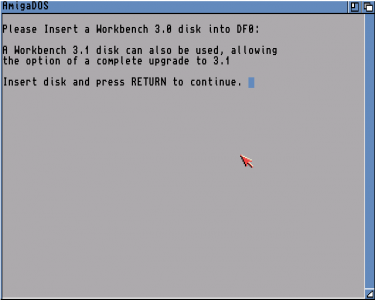 AmigaDOS
Please Insert a Workbench 3.0 disk into DF0:
A Workbench 3.1 disk can also be used, allowing
the option of a complete upgrade to 3.1
Insert disk and press RETURN to continue.